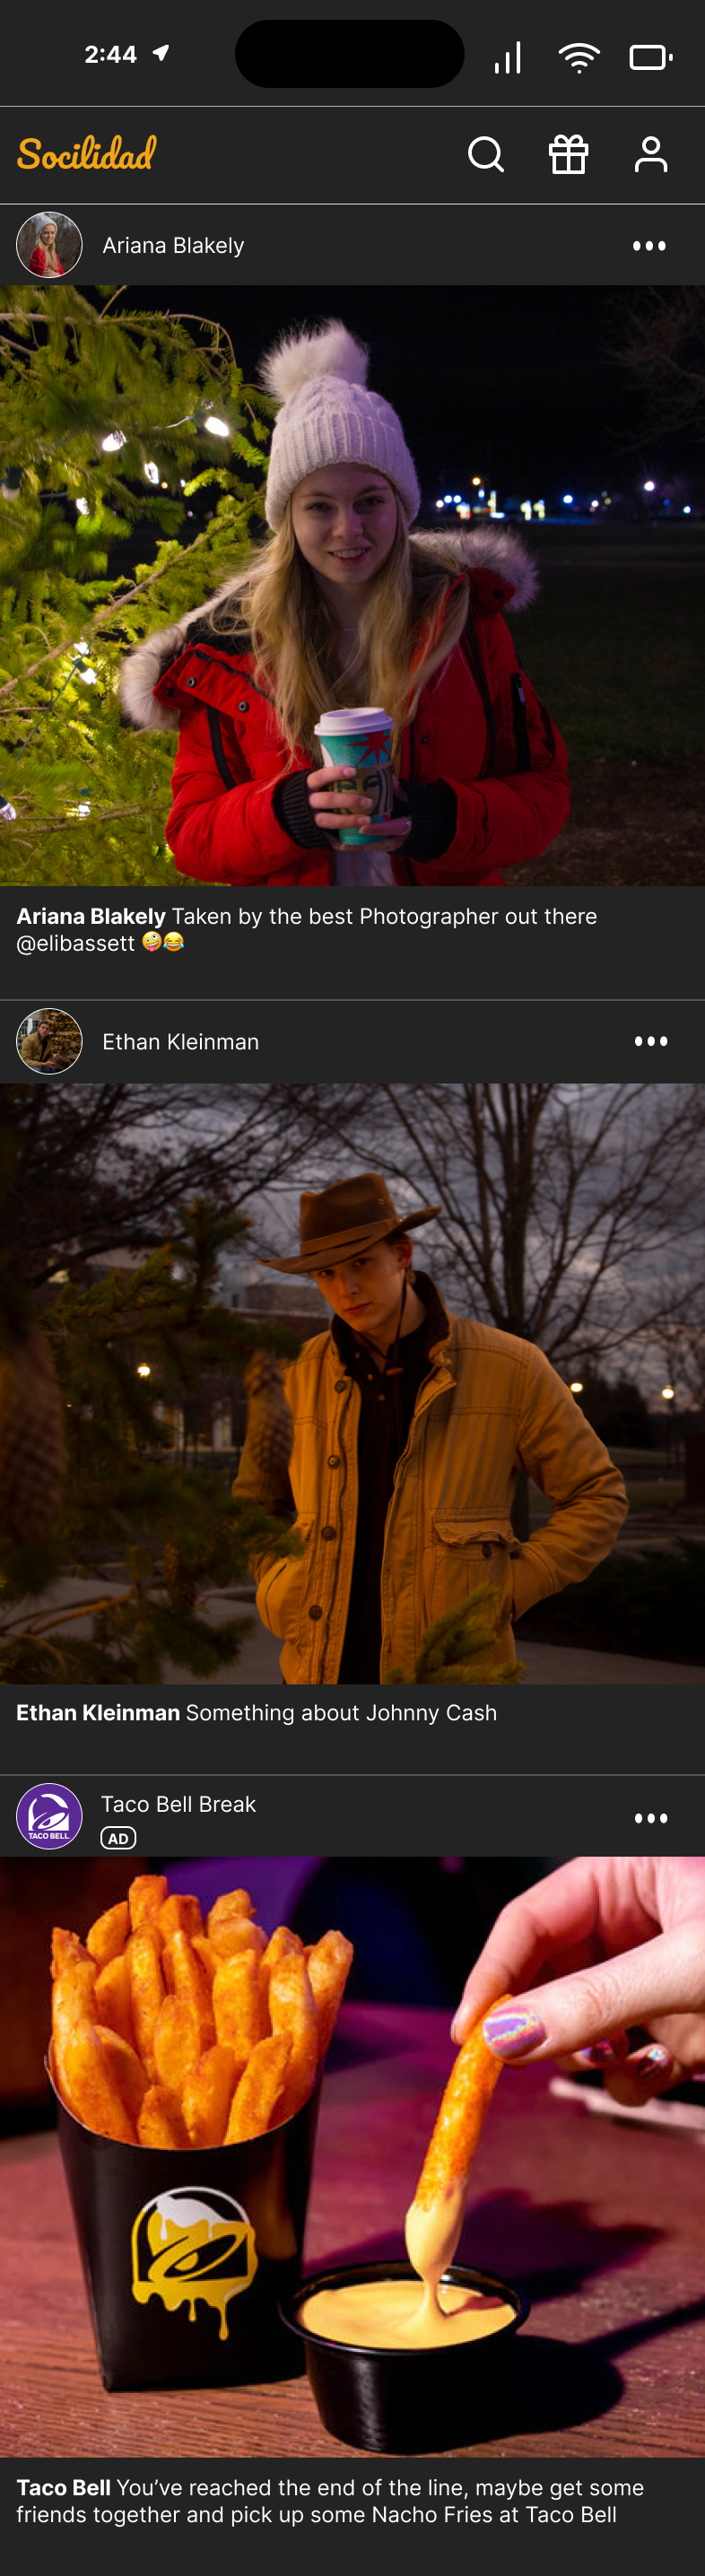 2:44
Socilidad
Ariana Blakely
Ariana Blakely Taken by the best Photographer out there
@elibassett 🤪😂
Ethan Kleinman
Ethan Kleinman Something about Johnny Cash
Taco Bell Break
TACO BELL
AD
Taco Bell You’ve reached the end of the line, maybe get some
friends together and pick up some Nacho Fries at Taco Bell